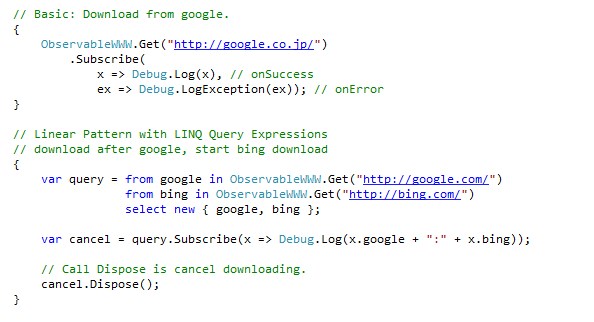 // Basic: Download from google.
{
    ObservableWWW.Get("http://google.co.jp/")
        .Subscribe(
            x => Debug.Log(x), // onSuccess
            ex => Debug.LogException(ex)); // onError
}

// Linear Pattern with LINQ Query Expressions
// download after google, start bing download
{
    var query = from google in ObservableWWW.Get("http://google.com/")
                from bing in ObservableWWW.Get("http://bing.com/")
                select new { google, bing };

    var cancel = query.Subscribe(x => Debug.Log(x.google + ":" + x.bing));

    // Call Dispose is cancel downloading.
    cancel.Dispose();
}